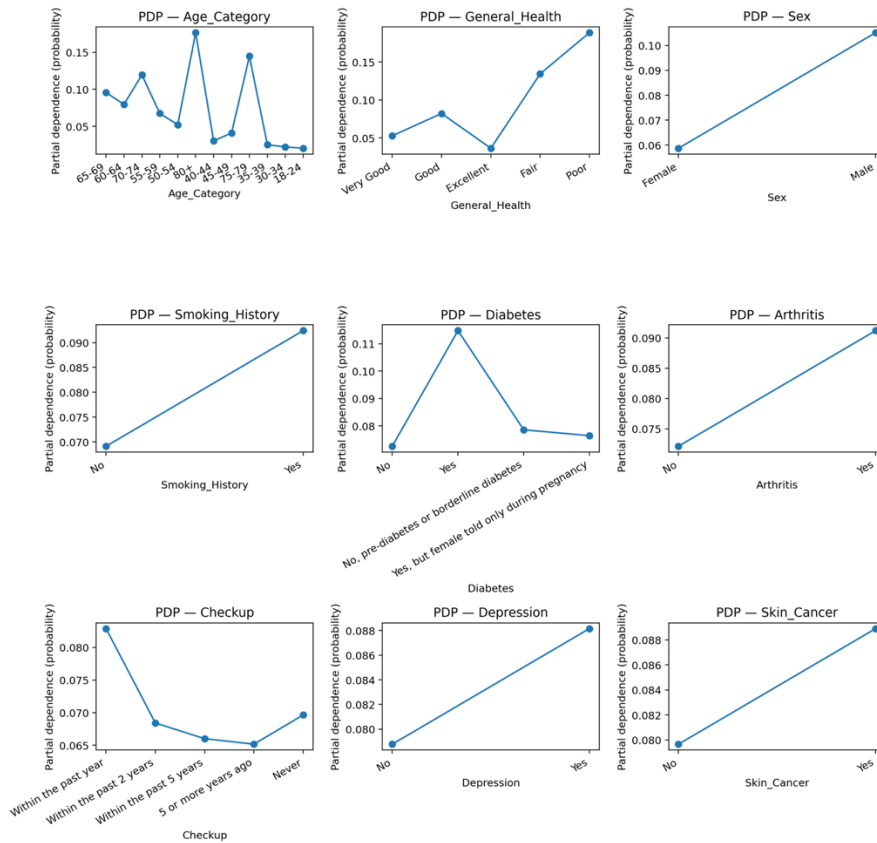 PDP — Age_Category
Partial dependence (probability)
0.15
0.10
0.05
65-69
60-64
70-74
55-59
50-54
80+
40-44
45-49
75-79
35-39
30-34
18-24
Age_Category
PDP — General_Health
Partial dependence (probability)
0.15
0.10
0.05
Very Good
Good
Excellent
Fair
Poor
General_Health
PDP — Sex
Partial dependence (probability)
0.10
0.09
0.08
0.07
0.06
Female
Male
Sex
PDP — Smoking_History
Partial dependence (probability)
0.090
0.085
0.080
0.075
0.070
No
Yes
Smoking_History
PDP — Diabetes
Partial dependence (probability)
0.11
0.10
0.09
0.08
No
Yes
No, pre-diabetes or borderline diabetes
Yes, but female told only during pregnancy
Diabetes
PDP — Arthritis
Partial dependence (probability)
0.090
0.085
0.080
0.075
No
Yes
Arthritis
PDP — Checkup
Partial dependence (probability)
0.080
0.075
0.070
0.065
Within the past year
Within the past 2 years
Within the past 5 years
5 or more years ago
Never
Checkup
PDP — Depression
Partial dependence (probability)
0.088
0.086
0.084
0.082
0.080
No
Yes
Depression
PDP — Skin_Cancer
Partial dependence (probability)
0.088
0.086
0.084
0.082
0.080
No
Yes
Skin_Cancer